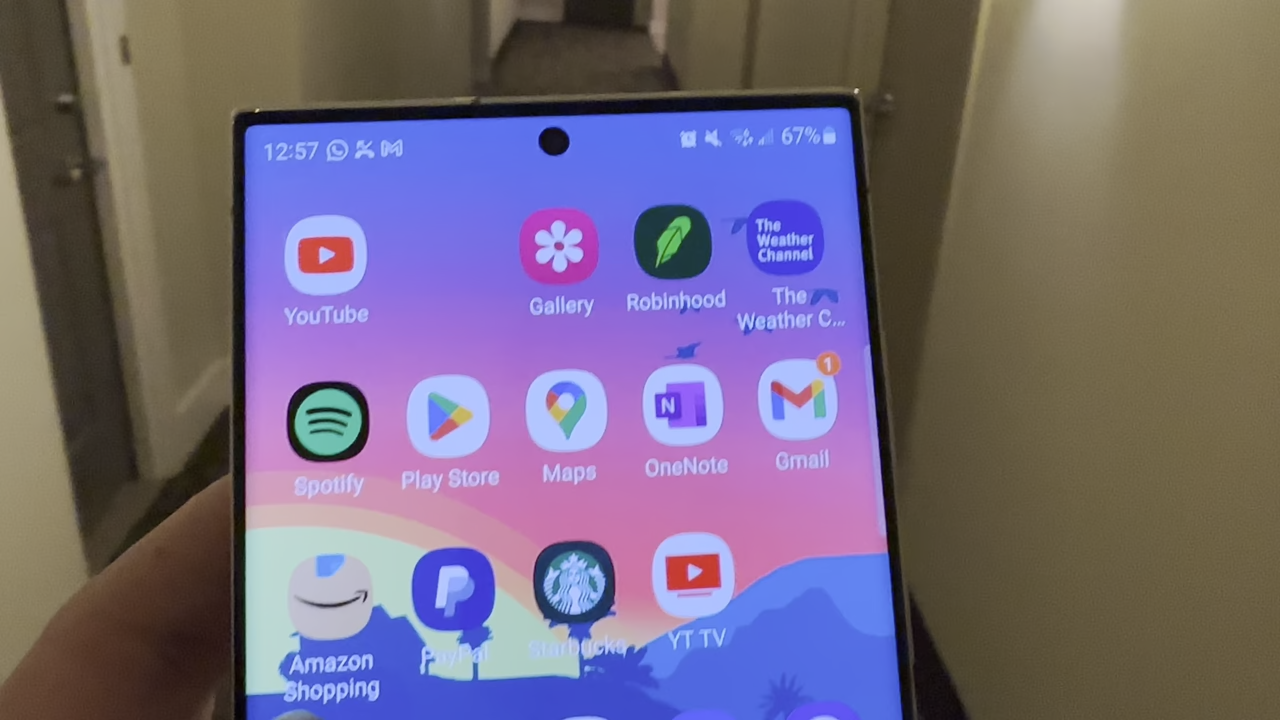 12:57 67%
The
Weather
Channel
YouTube Gallery Robinhood The
Weather C...
1
N
Spotify Play Store Maps OneNote Gmail
Amazon
Shopping PayPal Starbucks YT TV